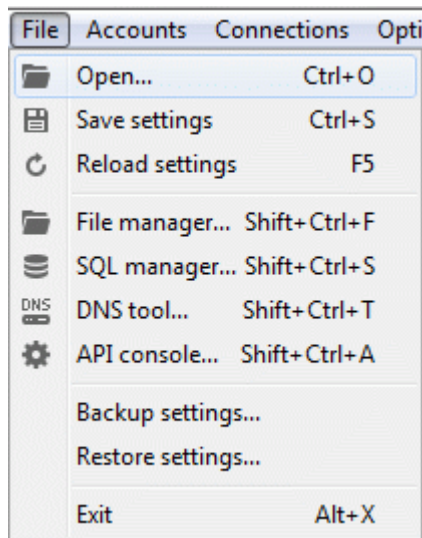 File Accounts Connections
Open... Ctrl+O
Save settings Ctrl+S
Reload settings F5
File manager... Shift+Ctrl+F
SQL manager... Shift+Ctrl+S
DNS DNS tool... Shift+Ctrl+T
API console... Shift+Ctrl+A
Backup settings...
Restore settings...
Exit Alt+X